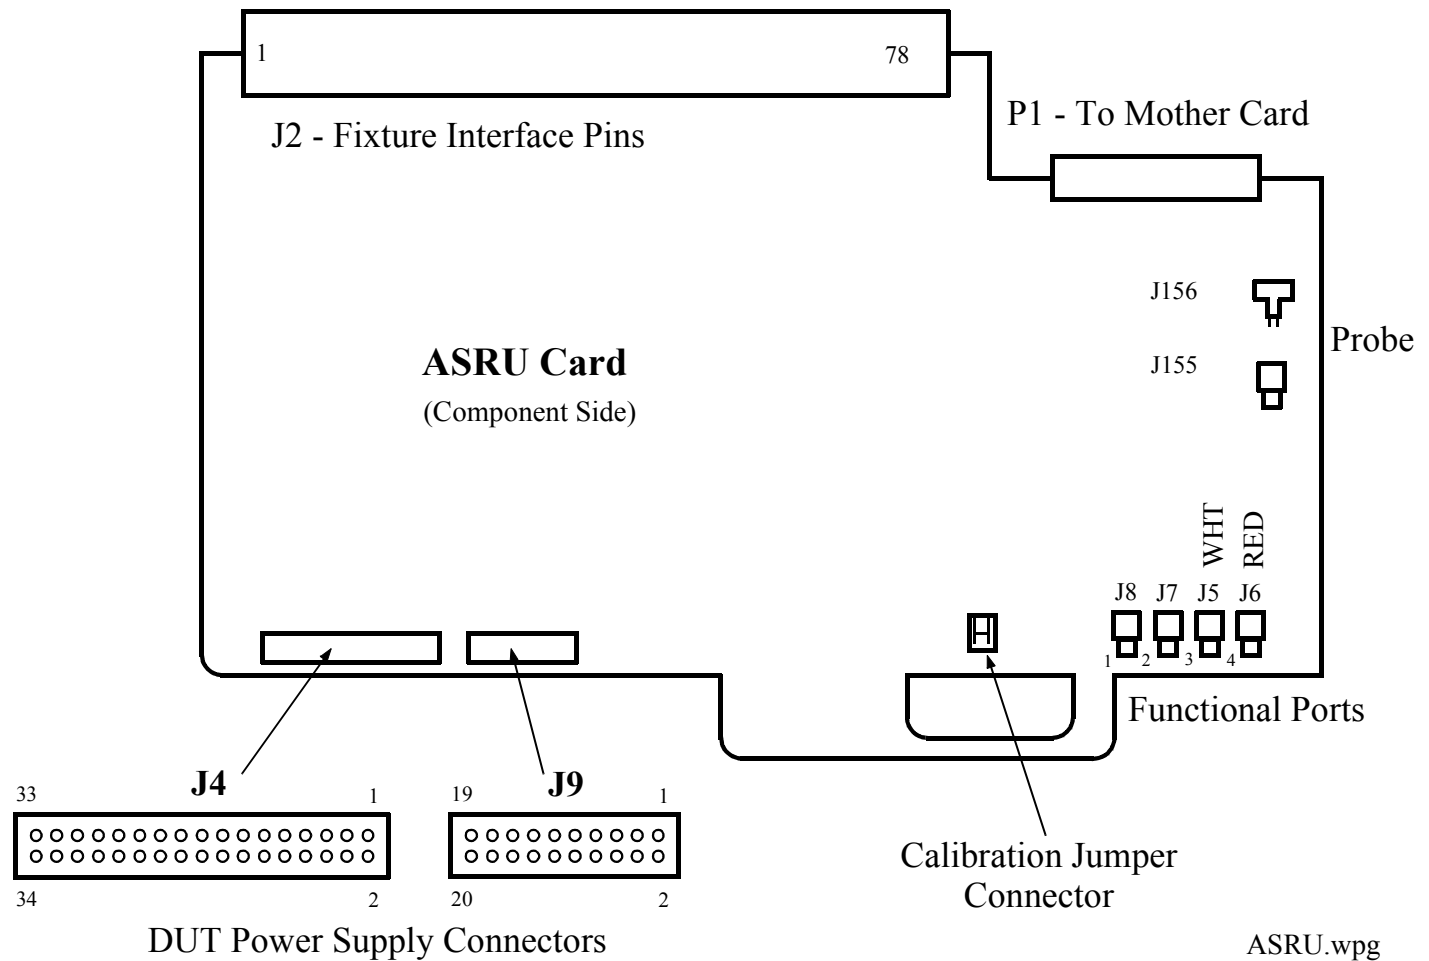 1 78
J2 - Fixture Interface Pins
P1 - To Mother Card
J156
Probe
J155
ASRU Card
(Component Side)
WHT RED
J8 J7 J5 J6
1 2 3 4
Functional Ports
J4 J9
33 1 19 1
34 2 20 2
DUT Power Supply Connectors
Calibration Jumper
Connector
ASRU.wpg